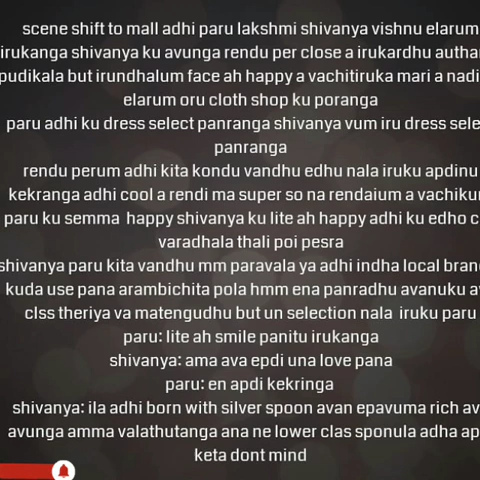 scene shift to mall adhi paru lakshmi shivanya vishnu elarum
irukanga shivanya ku avunga rendu per close a irukardhu autha
pudikala but irundhalum face ah happy a vachitiruka mari a nadi
elarum oru cloth shop ku poranga
paru adhi ku dress select panranga shivanya vum iru dress sele
panranga
rendu perum adhi kita kondu vandhu edhu nala iruku apdinu
kekranga adhi cool a rendi ma super so na rendaium a vachiku
paru ku semma happy shivanya ku lite ah happy adhi ku edho c
varadhala thali poi pesra
shivanya paru kita vandhu mm paravala ya adhi indha local bran
kuda use pana arambichita pola hmm ena panradhu avanuku a
clss theriya va matengudhu but un selection nala iruku paru
paru: lite ah smile panitu irukanga
shivanya: ama ava epdi una love pana
paru: en apdi kekringa
shivanya: ila adhi born with silver spoon avan epavuma rich av
avunga amma valathutanga ana ne lower clas sponula adha ap
keta dont mind